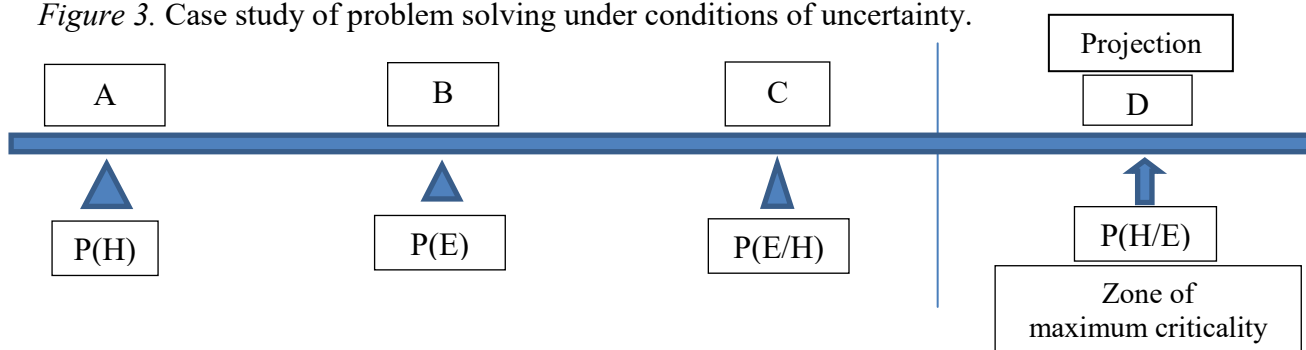 Figure 3. Case study of problem solving under conditions of uncertainty.
Projection
A
B
C
D
P(H)
P(E)
P(E/H)
P(H/E)
Zone of
maximum criticality